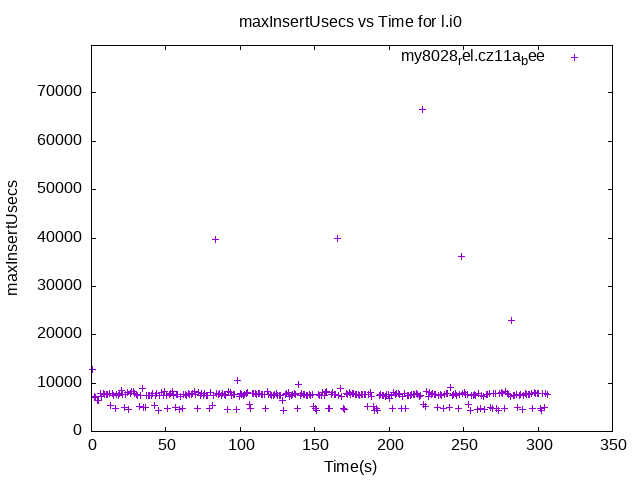 maxInsertUsecs vs Time for l.i0
my8028rel.cz11abee
70000
60000
50000
40000
30000
20000
10000
0
maxInsertUsecs
0 50 100 150 200 250 300 350
Time(s)